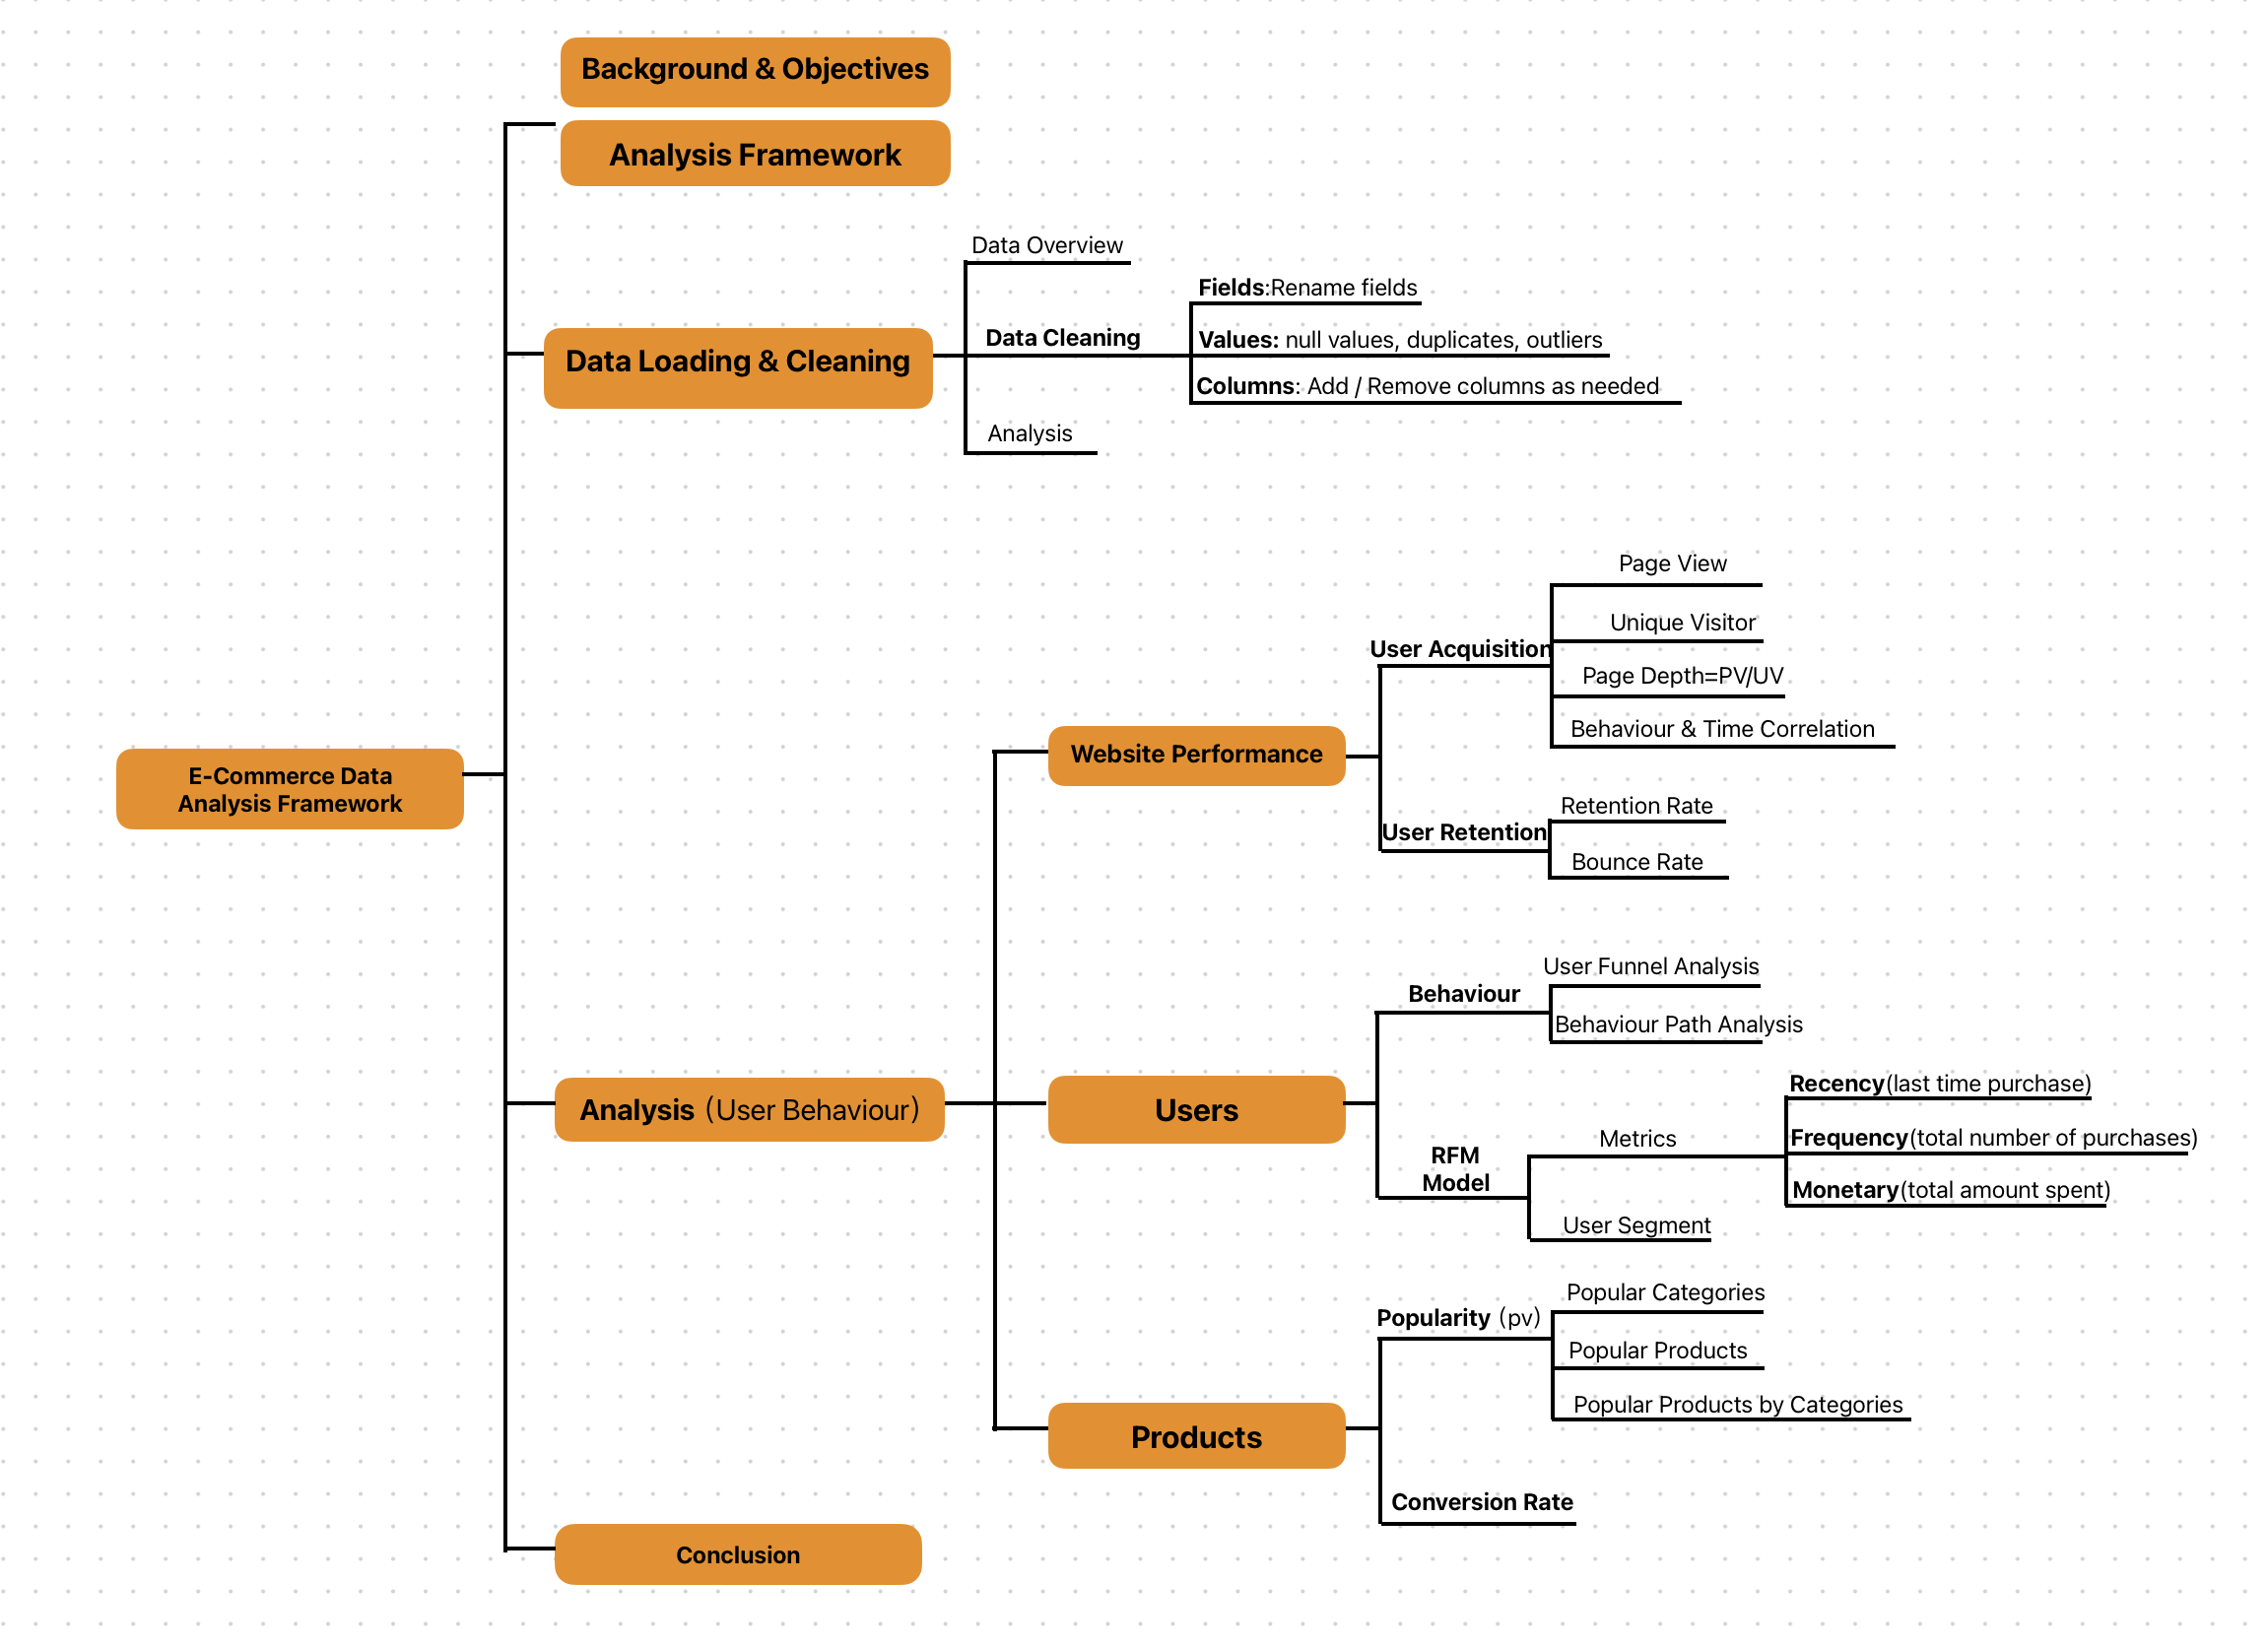 Background & Objectives
Analysis Framework
Data Overview
Fields:Rename fields
Data Cleaning
Values: null values, duplicates, outliers
Data Loading & Cleaning
Columns: Add / Remove columns as needed
Analysis
Page View
Unique Visitor
User Acquisition
Page Depth=PV/UV
Behaviour & Time Correlation
Website Performance
E-Commerce Data
Analysis Framework
Retention Rate
User Retention
Bounce Rate
User Funnel Analysis
Behaviour
Behaviour Path Analysis
Recency(last time purchase)
Analysis (User Behaviour)
Users
Metrics
Frequency(total number of purchases)
RFM
Model
Monetary(total amount spent)
User Segment
Popular Categories
Popularity (pv)
Popular Products
Popular Products by Categories
Products
Conversion Rate
Conclusion